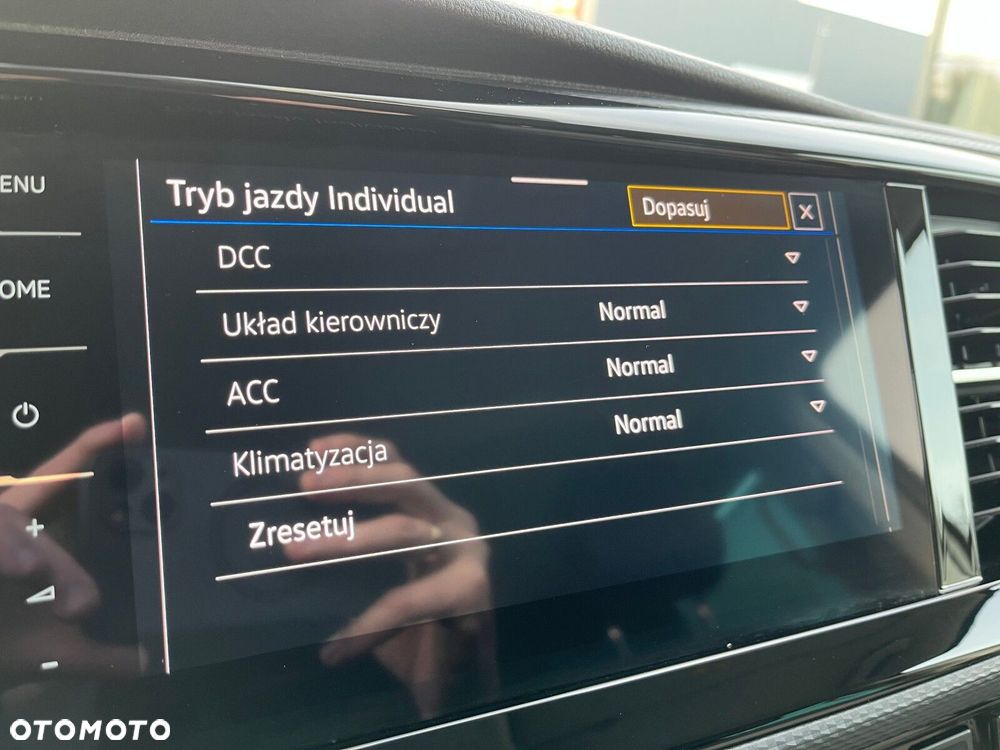 ENU
OME
Tryb jazdy Individual
Dopasuj
X
DCC
Układ kierowniczy Normal
ACC Normal
Klimatyzacja Normal
Zresetuj
+
-
OTOMOTO